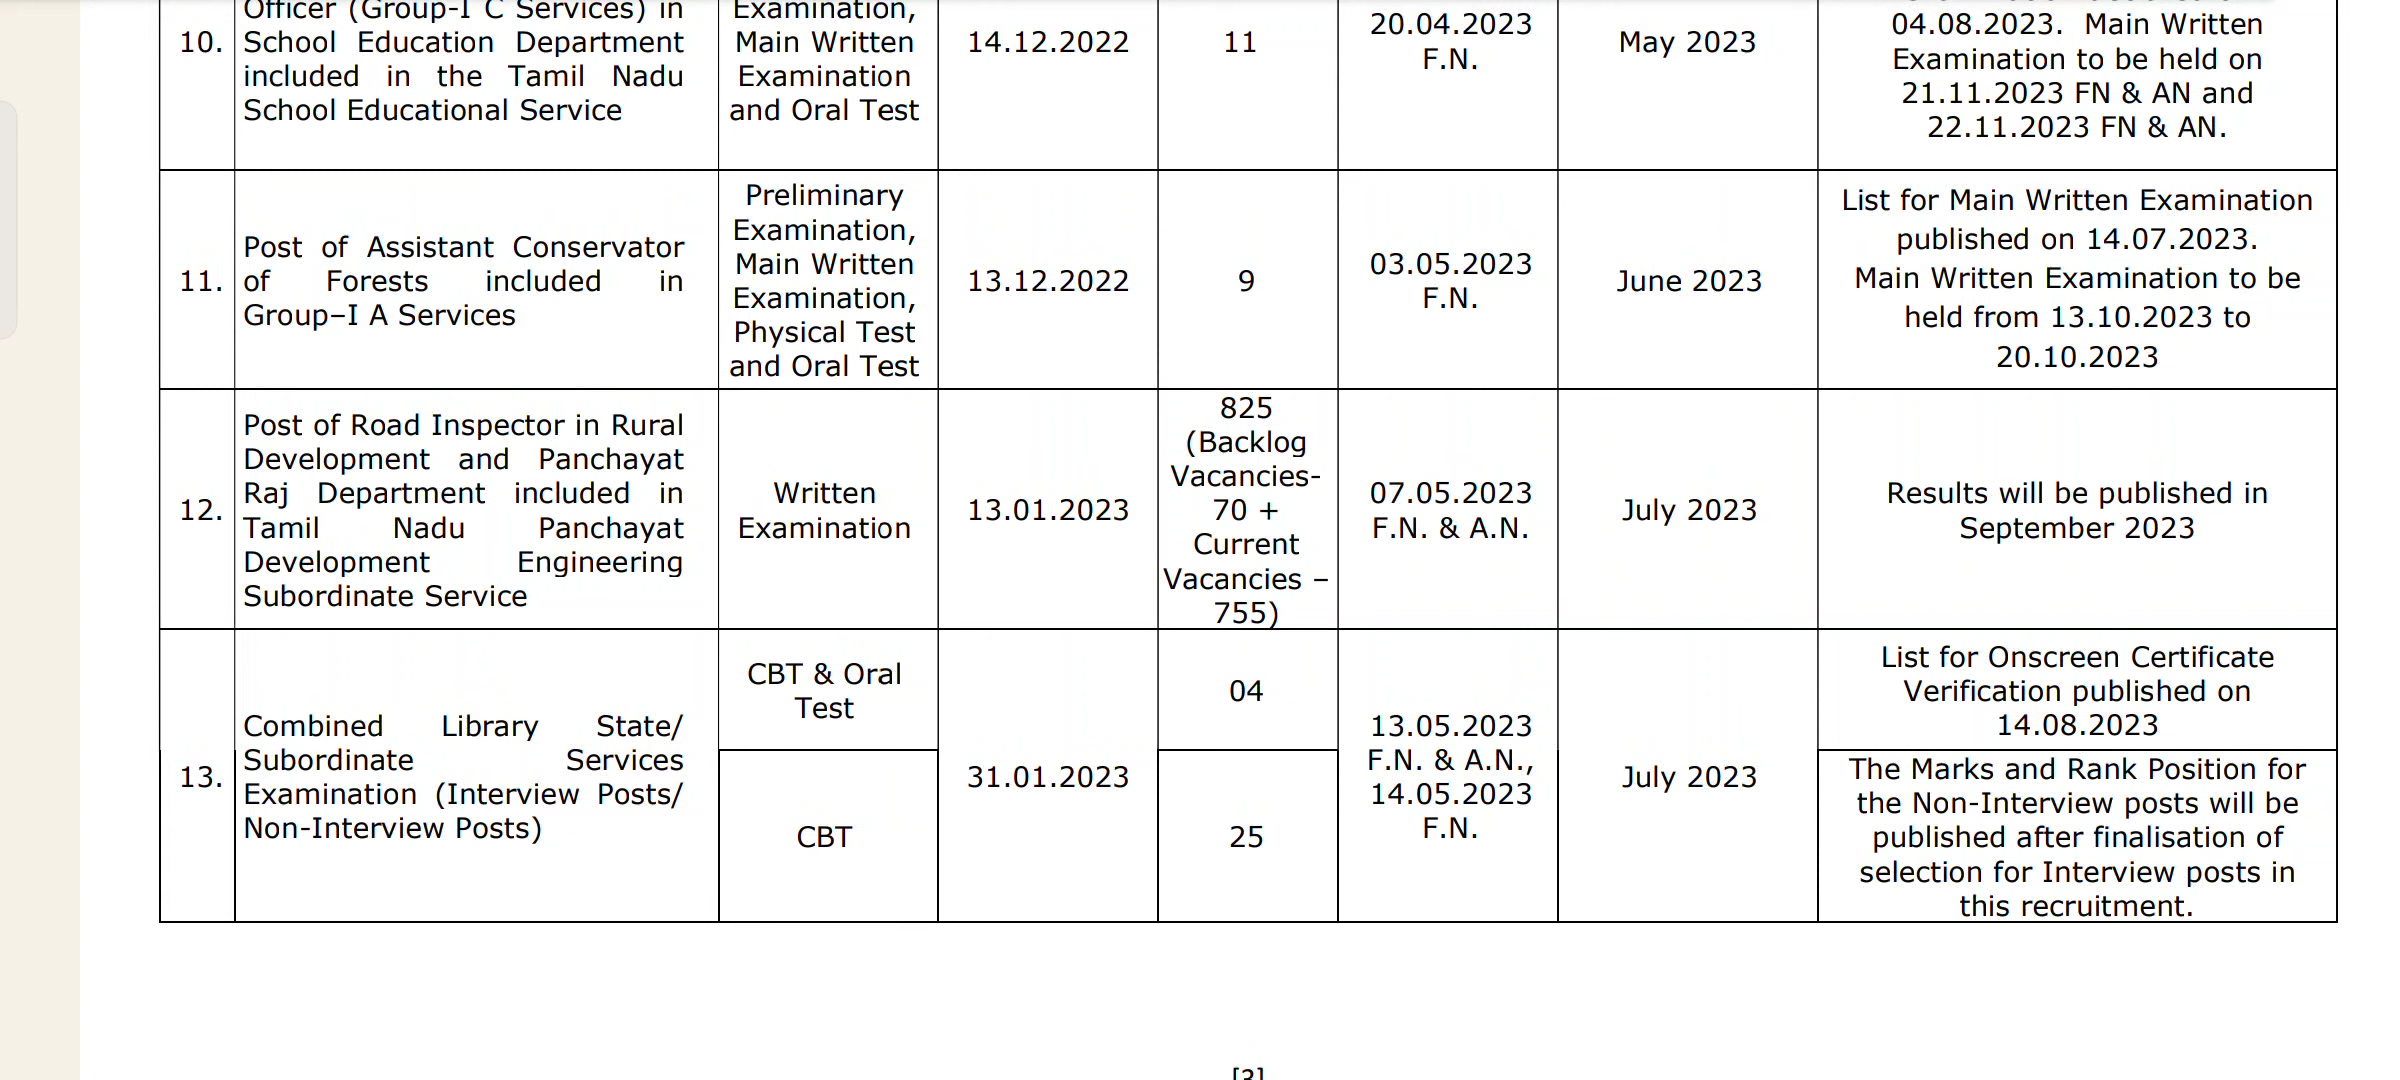 Officer (Group-I C Services) in
10. School Education Department
included in the Tamil Nadu
School Educational Service
Examination,
Main Written
Examination
and Oral Test
14.12.2022
11
20.04.2023
F.N.
May 2023
04.08.2023. Main Written
Examination to be held on
21.11.2023 FN & AN and
22.11.2023 FN & AN.
11.
Post of Assistant Conservator
of Forests included in
Group–I A Services
Preliminary
Examination,
Main Written
Examination,
Physical Test
and Oral Test
13.12.2022
9
03.05.2023
F.N.
June 2023
List for Main Written Examination
published on 14.07.2023.
Main Written Examination to be
held from 13.10.2023 to
20.10.2023
12.
Post of Road Inspector in Rural
Development and Panchayat
Raj Department included in
Tamil Nadu Panchayat
Development Engineering
Subordinate Service
Written
Examination
13.01.2023
825
(Backlog
Vacancies-
70 +
Current
Vacancies –
755)
07.05.2023
F.N. & A.N.
July 2023
Results will be published in
September 2023
13.
Combined Library State/
Subordinate Services
Examination (Interview Posts/
Non-Interview Posts)
CBT & Oral
Test
CBT
31.01.2023
04
25
13.05.2023
F.N. & A.N.,
14.05.2023
F.N.
July 2023
List for Onscreen Certificate
Verification published on
14.08.2023
The Marks and Rank Position for
the Non-Interview posts will be
published after finalisation of
selection for Interview posts in
this recruitment.
[3]